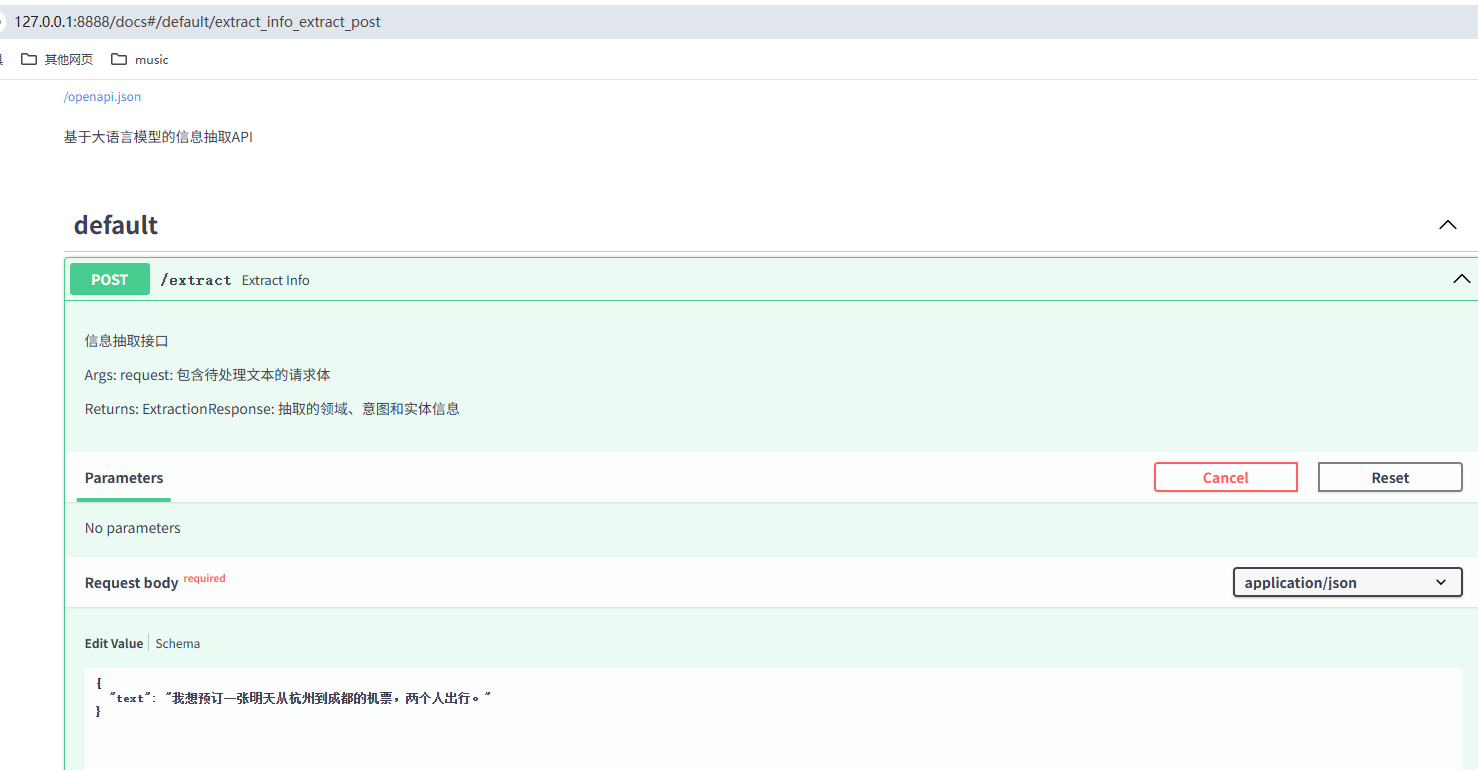 127.0.0.1:8888/docs#/default/extract_info_extract_post
其他网页 music
/openapi.json
基于大语言模型的信息抽取API
default
POST /extract Extract Info
信息抽取接口
Args: request: 包含待处理文本的请求体
Returns: ExtractionResponse: 抽取的领域、意图和实体信息
Parameters Cancel Reset
No parameters
Request body required application/json
Edit Value Schema
{
"text": "我想预订一张明天从杭州到成都的机票，两个人出行。"
}